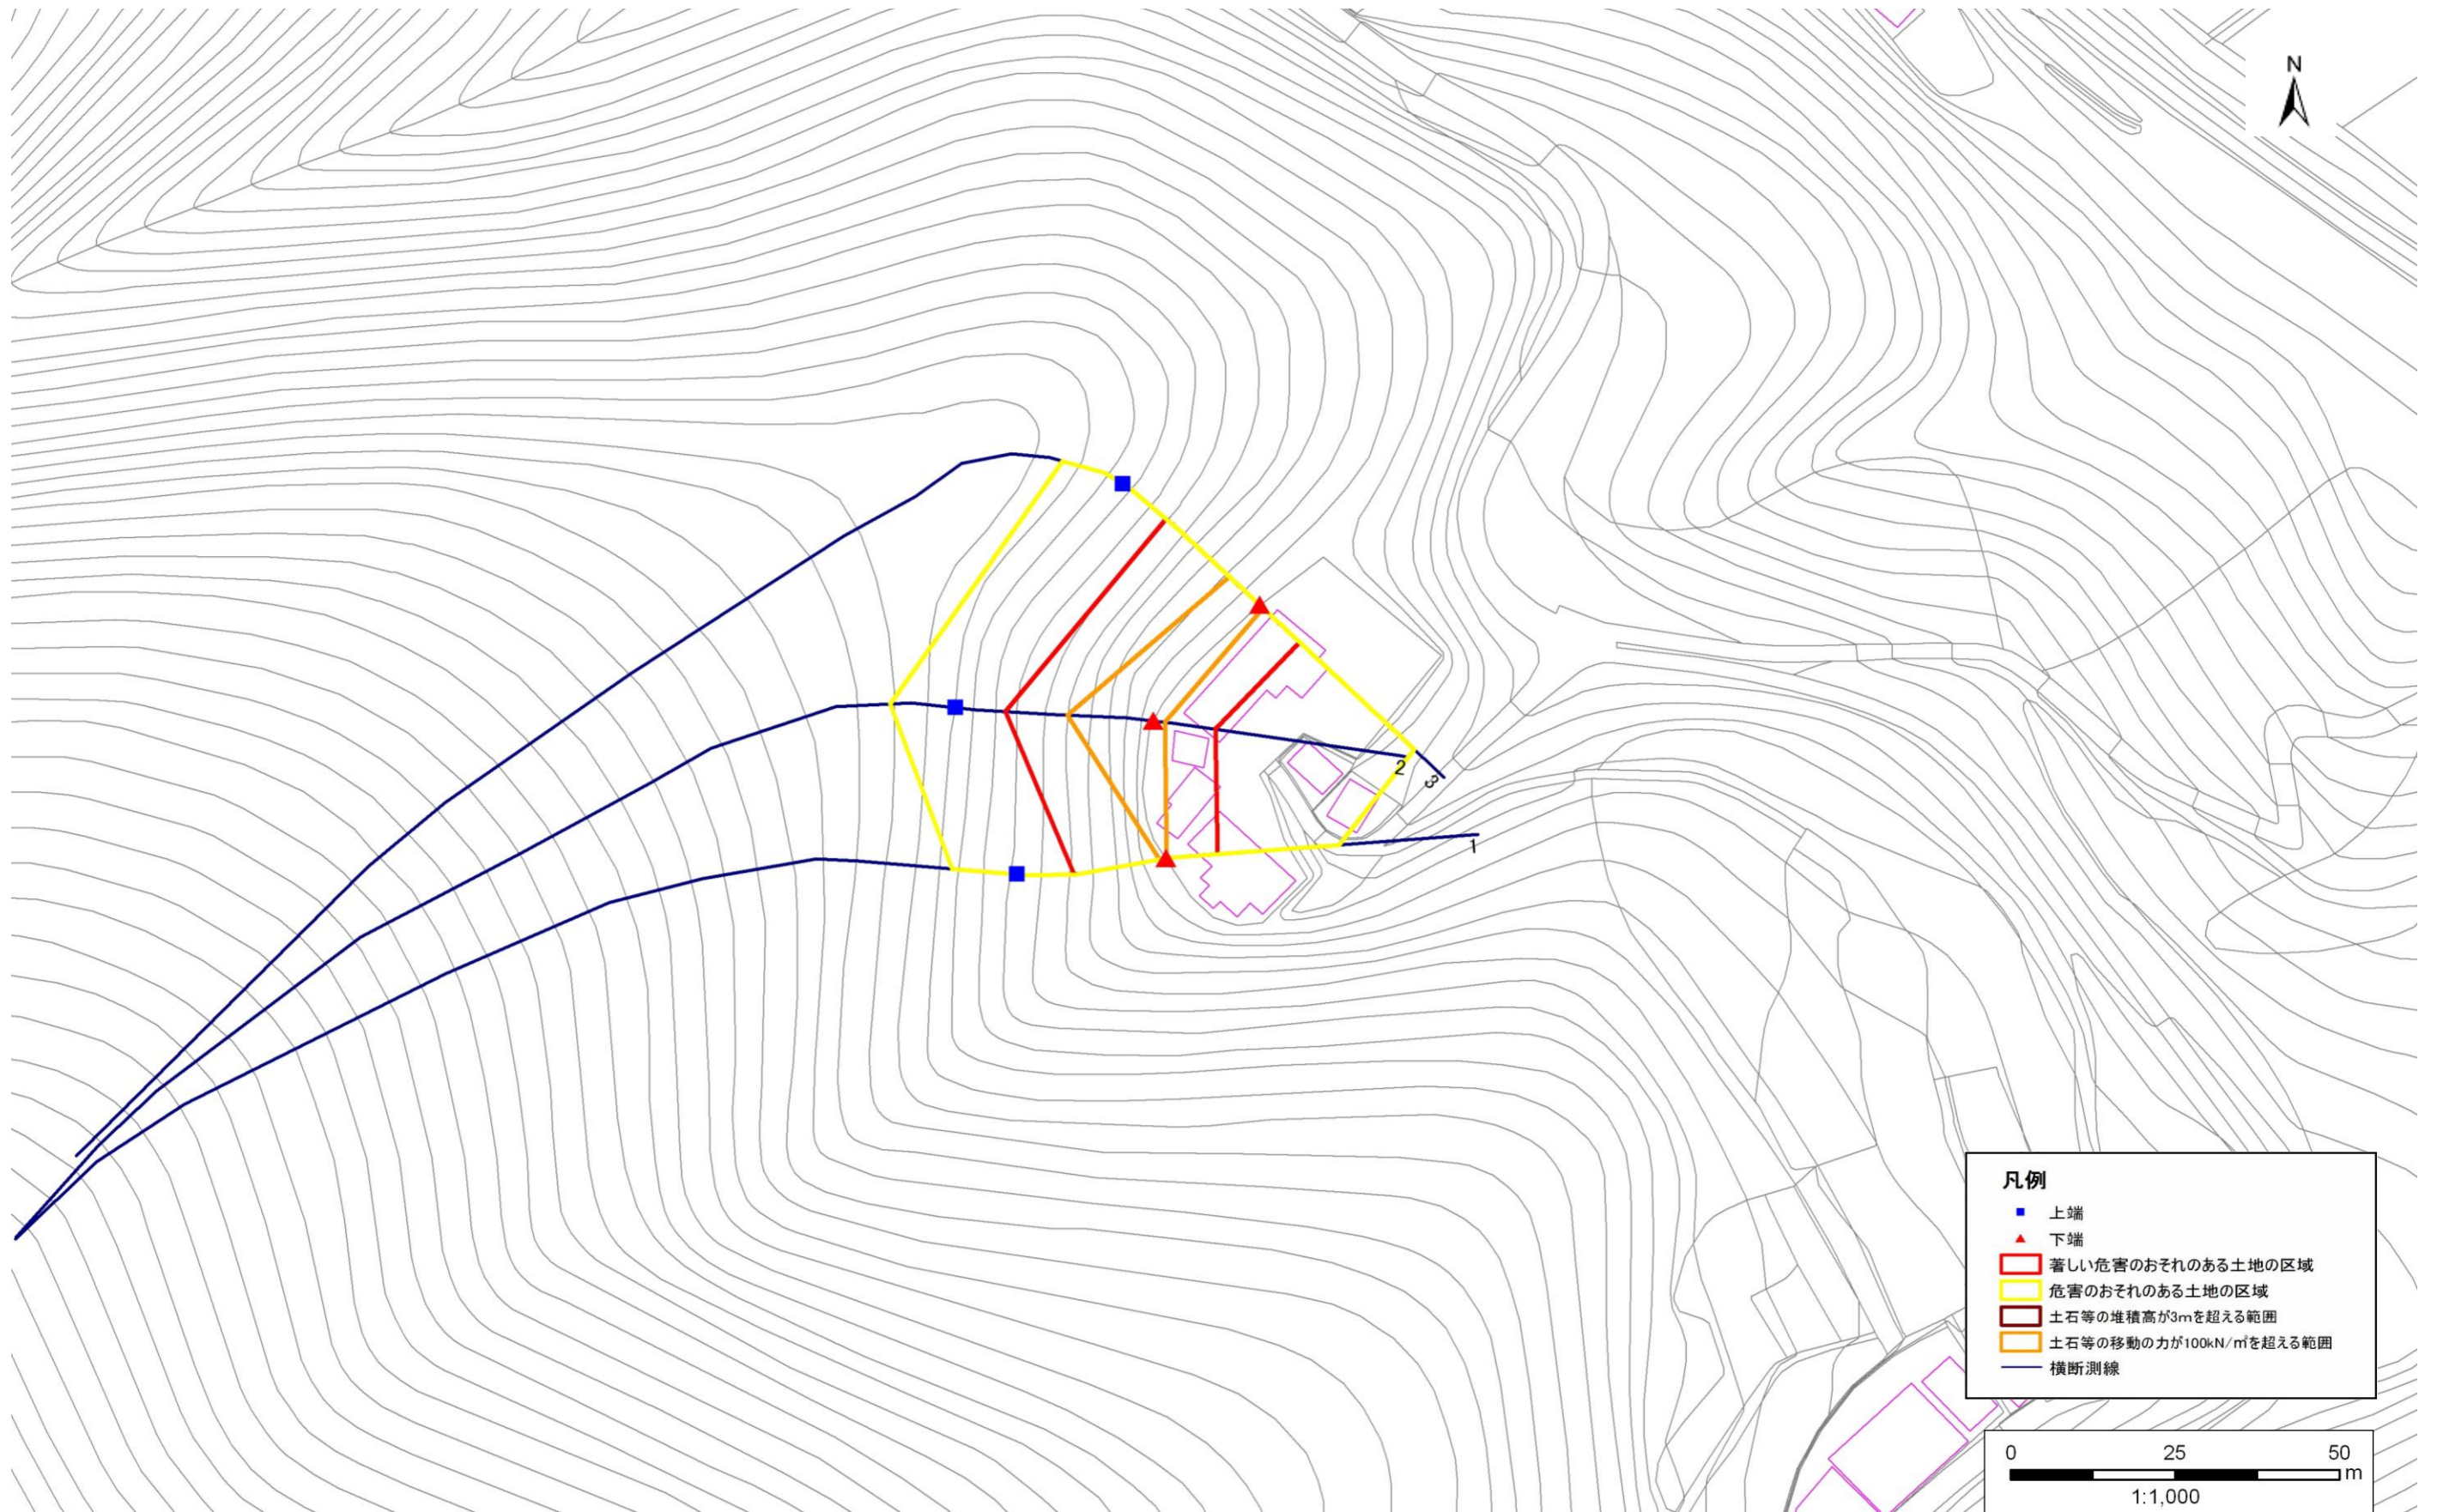 N
2
3
1
凡例
上端
下端
著しい危害のおそれのある土地の区域
危害のおそれのある土地の区域
土石等の堆積高が3mを超える範囲
土石等の移動の力が100kN/㎡を超える範囲
横断測線
0 25 50
m
1:1,000